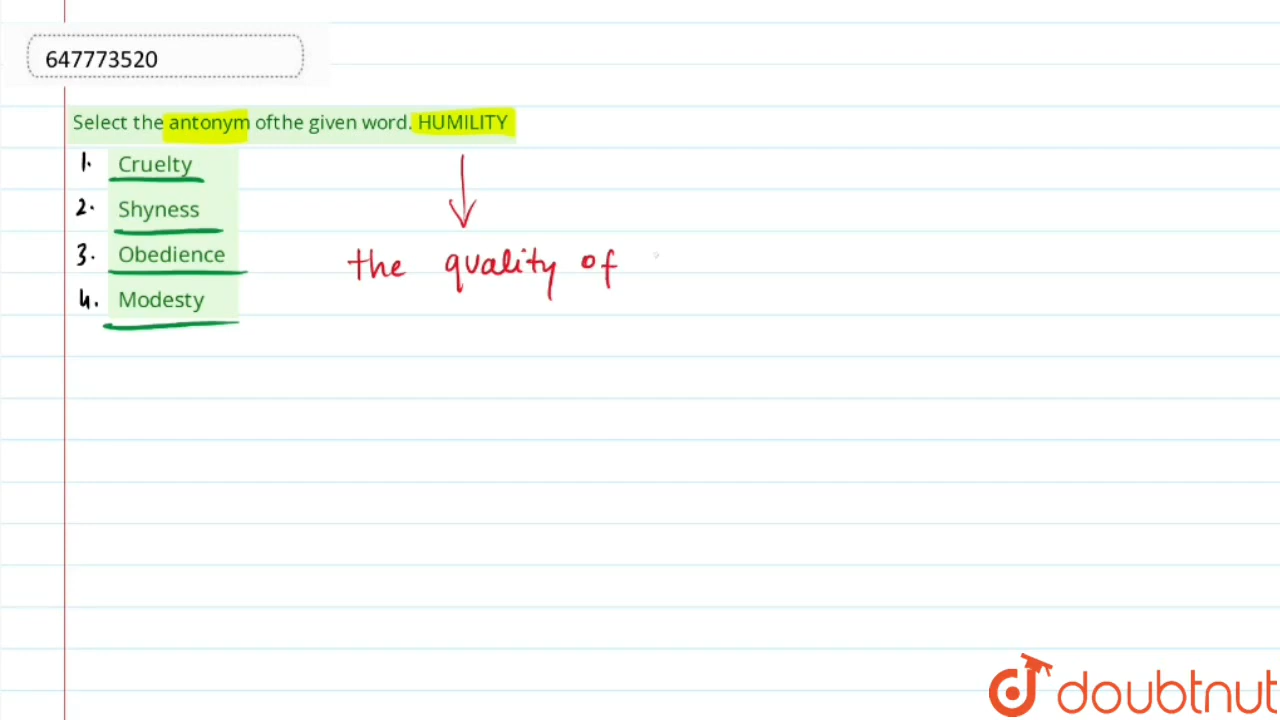 647773520
Select the antonym ofthe given word. HUMILITY
1. Cruelty
2. Shyness
3. Obedience
4. Modesty
the quality of
doubtnut